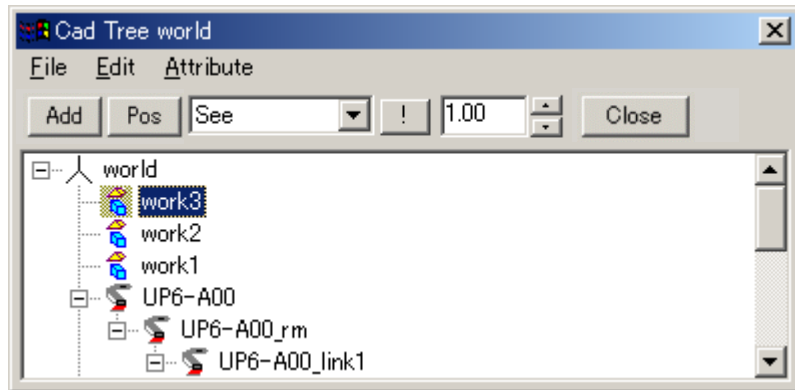 Cad Tree world
File Edit Attribute
Add Pos See ! 1.00 Close
world
work3
work2
work1
UP6-A00
UP6-A00_rm
UP6-A00_link1